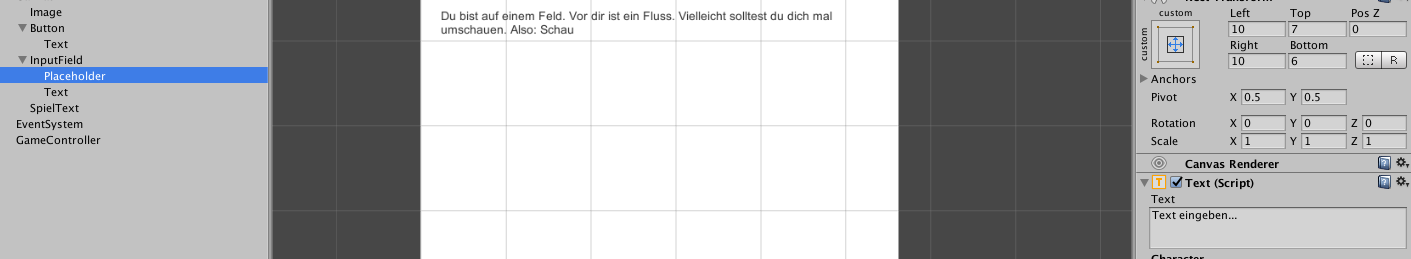 Image
Button
Text
InputField
Placeholder
Text
SpielText
EventSystem
GameController
Du bist auf einem Feld. Vor dir ist ein Fluss. Vielleicht solltest du dich mal
umschauen. Also: Schau
custom
custom
Left Top Pos Z
10 7 0
Right Bottom
10 6 R
Anchors
Pivot X 0.5 Y 0.5
Rotation X 0 Y 0 Z 0
Scale X 1 Y 1 Z 1
Canvas Renderer
T Text (Script)
Text
Text eingeben...